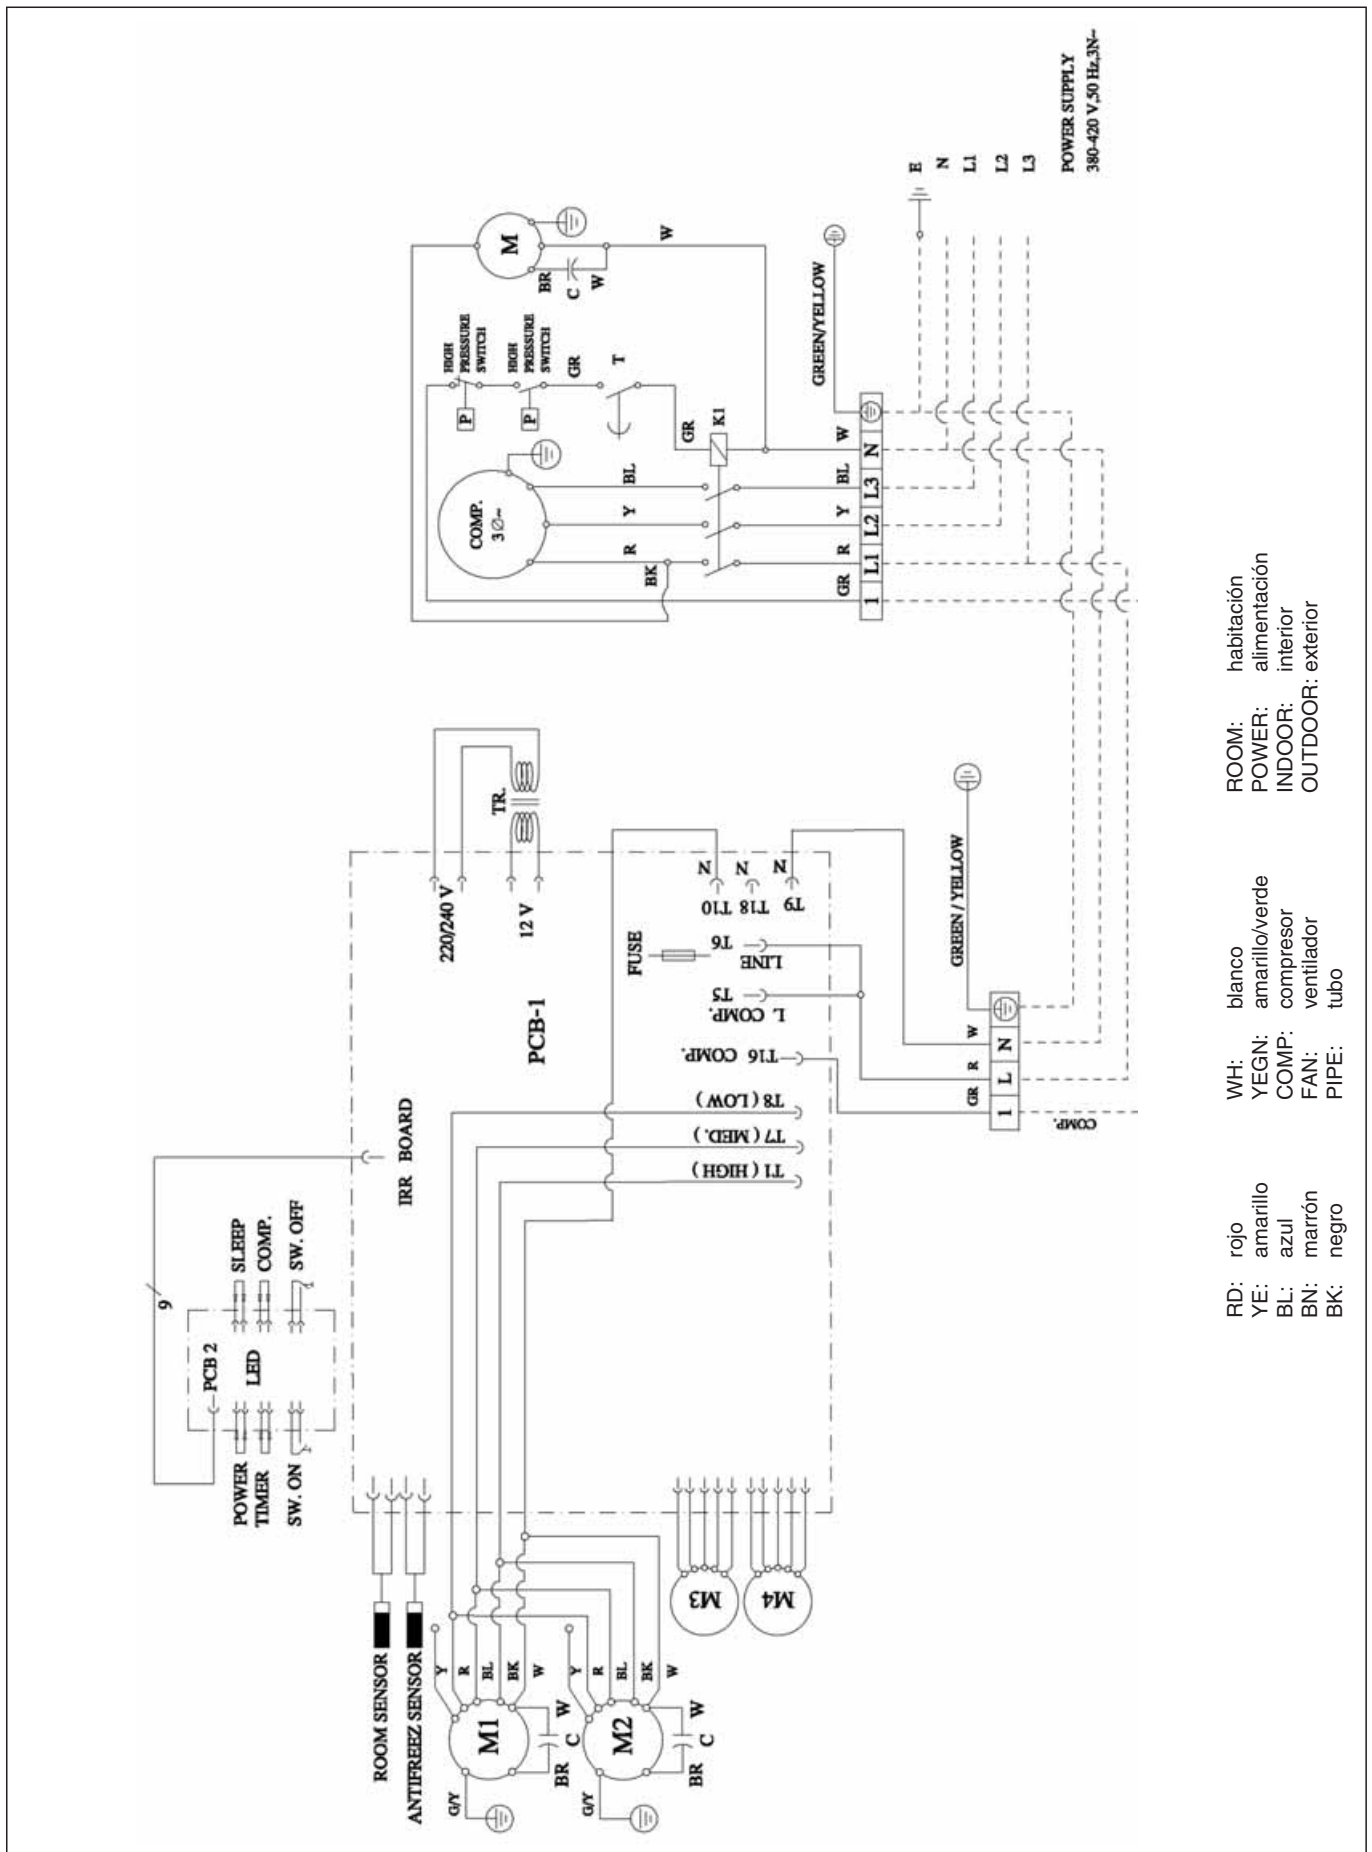 ROOM SENSOR
ANTIFREEZ SENSOR
POWER
TIMER
SW. ON
PCB 2
LED
SLEEP
COMP.
SW. OFF
9
IRR BOARD
PCB-1
220/240 V
12 V
TR.
FUSE
T6
LINE
T5
L COMP.
T16 COMP.
T8 ( LOW )
T7 ( MED. )
T1 ( HIGH )
N
N
N
T10 T18 T9
M1
Y
R
BL
BK
W
G/Y
BR
C
W
M2
Y
R
BL
BK
W
G/Y
BR
C
W
M3
M4
GREEN / YELLOW
GR
R
W
1
L
N
COMP.
COMP.
3∅~
HIGH
PRESSURE
SWITCH
P
HIGH
PRESSURE
SWITCH
P
GR
T
GR
K1
M
BR
C
W
W
BK
R
Y
BL
GR
R
Y
BL
W
1
L1
L2
L3
N
GREEN/YELLOW
E
N
L1
L2
L3
POWER SUPPLY
380-420 V,50 Hz,3N~
RD: rojo
YE: amarillo
BL: azul
BN: marrón
BK: negro
WH: blanco
YEGN: amarillo/verde
COMP: compresor
FAN: ventilador
PIPE: tubo
ROOM: habitación
POWER: alimentación
INDOOR: interior
OUTDOOR: exterior